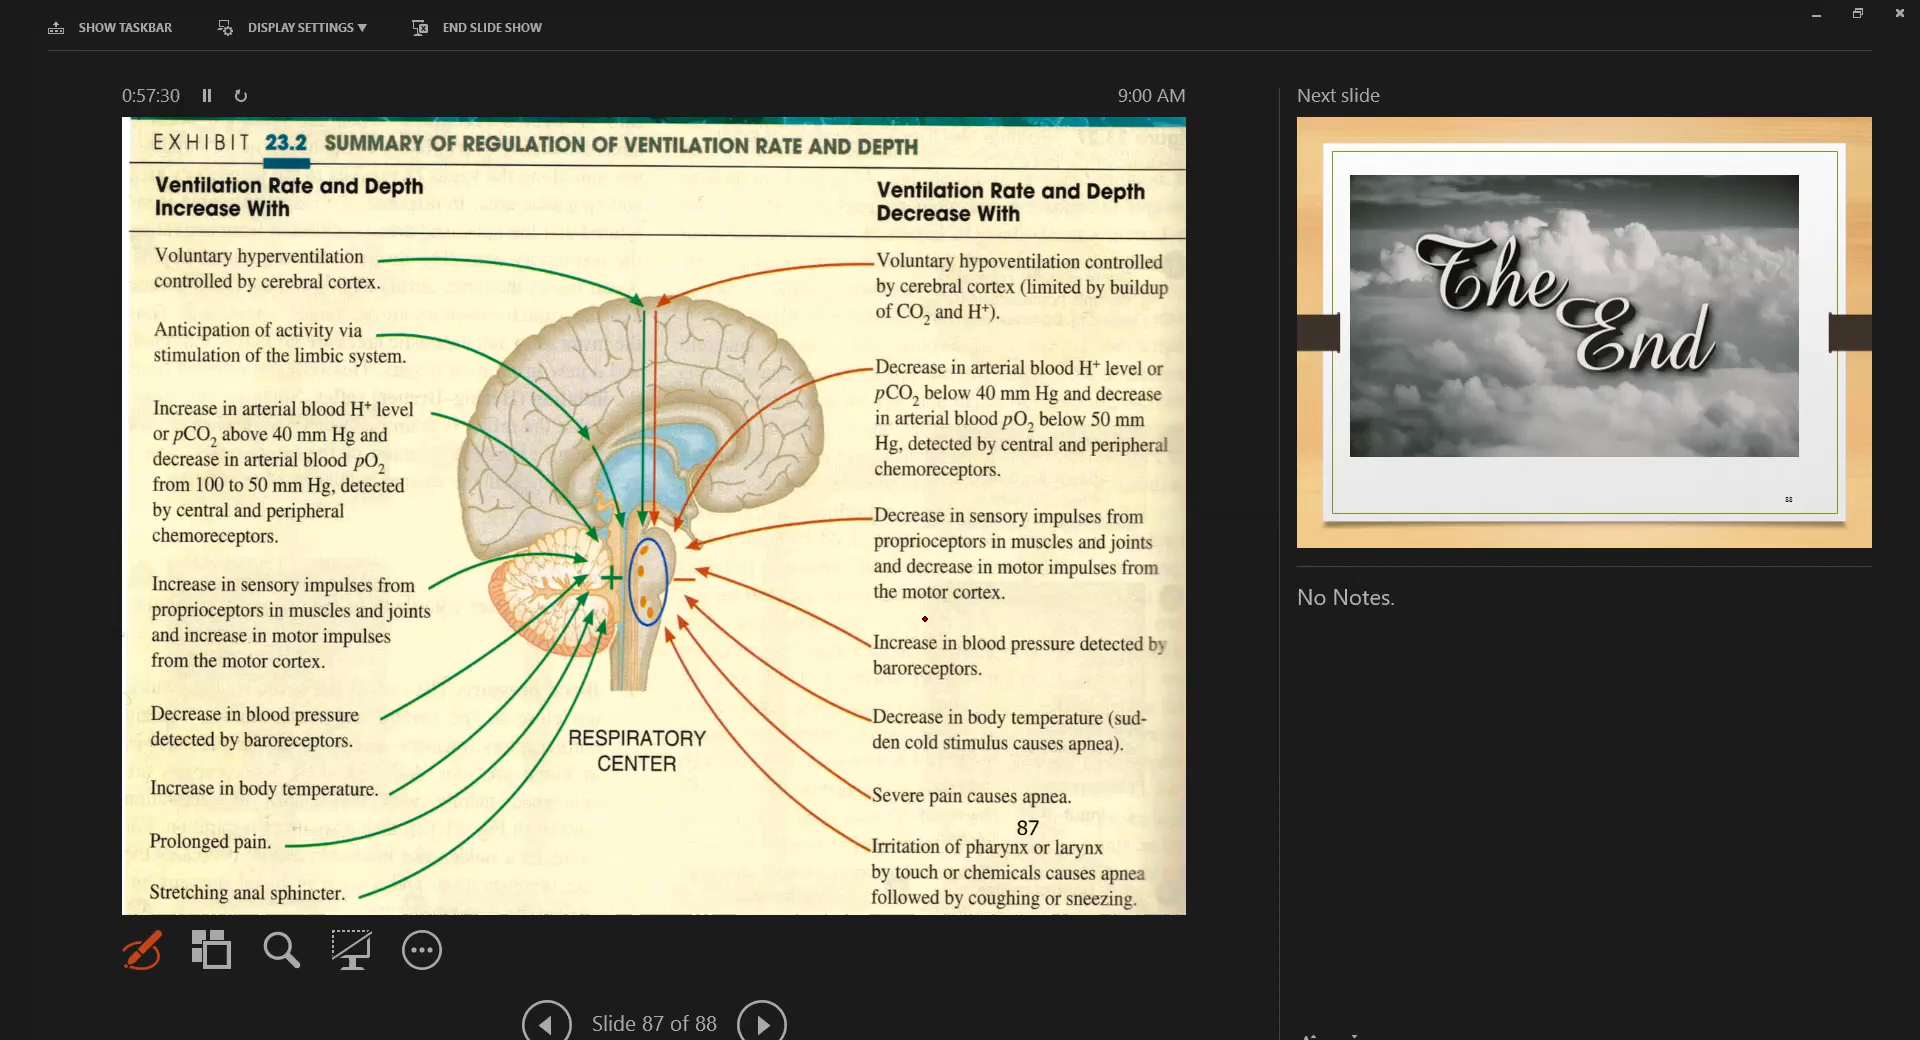 SHOW TASKBAR
DISPLAY SETTINGS ▼
END SLIDE SHOW
0:57:30
9:00 AM
EXHIBIT 23.2 SUMMARY OF REGULATION OF VENTILATION RATE AND DEPTH
Ventilation Rate and Depth
Increase With
Voluntary hyperventilation
controlled by cerebral cortex.
Anticipation of activity via
stimulation of the limbic system.
Increase in arterial blood H⁺ level
or pCO₂ above 40 mm Hg and
decrease in arterial blood pO₂
from 100 to 50 mm Hg, detected
by central and peripheral
chemoreceptors.
Increase in sensory impulses from
proprioceptors in muscles and joints
and increase in motor impulses
from the motor cortex.
Decrease in blood pressure
detected by baroreceptors.
Increase in body temperature.
Prolonged pain.
Stretching anal sphincter.
+
−
RESPIRATORY
CENTER
Ventilation Rate and Depth
Decrease With
Voluntary hypoventilation controlled
by cerebral cortex (limited by buildup
of CO₂ and H⁺).
Decrease in arterial blood H⁺ level or
pCO₂ below 40 mm Hg and decrease
in arterial blood pO₂ below 50 mm
Hg, detected by central and peripheral
chemoreceptors.
Decrease in sensory impulses from
proprioceptors in muscles and joints
and decrease in motor impulses from
the motor cortex.
Increase in blood pressure detected by
baroreceptors.
Decrease in body temperature (sud-
den cold stimulus causes apnea).
Severe pain causes apnea.
87
Irritation of pharynx or larynx
by touch or chemicals causes apnea
followed by coughing or sneezing.
Slide 87 of 88
Next slide
The
End
88
No Notes.